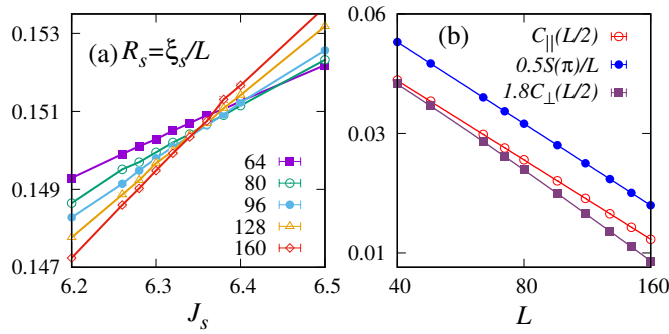 (a) R_s=ξ_s/L
0.153
0.151
0.149
0.147
64
80
96
128
160
6.2
6.3
6.4
6.5
J_s
(b)
C_||(L/2)
0.5S(π)/L
1.8C_⊥(L/2)
0.06
0.03
0.01
40
80
160
L